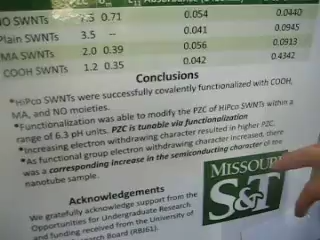 NO SWNTs 7.3 0.71 0.054 0.0440
Plain SWNTs 3.5 -- 0.041 0.0945
MA SWNTs 2.0 0.39 0.056 0.0913
COOH SWNTs 1.2 0.35 0.042 0.4342
Conclusions
•HiPco SWNTs were successfully covalently functionalized with COOH,
MA, and NO moieties.
•Functionalization was able to modify the PZC of HiPco SWNTs within a
range of 6.3 pH units. PZC is tunable via functionalization
•Increasing electron withdrawing character resulted in higher PZC.
•As functional group electron withdrawing character increased, there
was a corresponding increase in the semiconducting character of the
nanotube sample.
Acknowledgements
We gratefully acknowledge support from the
Opportunities for Undergraduate Research
and funding received from the University of
Research Board (RB)61).
MISSOURI
S&T